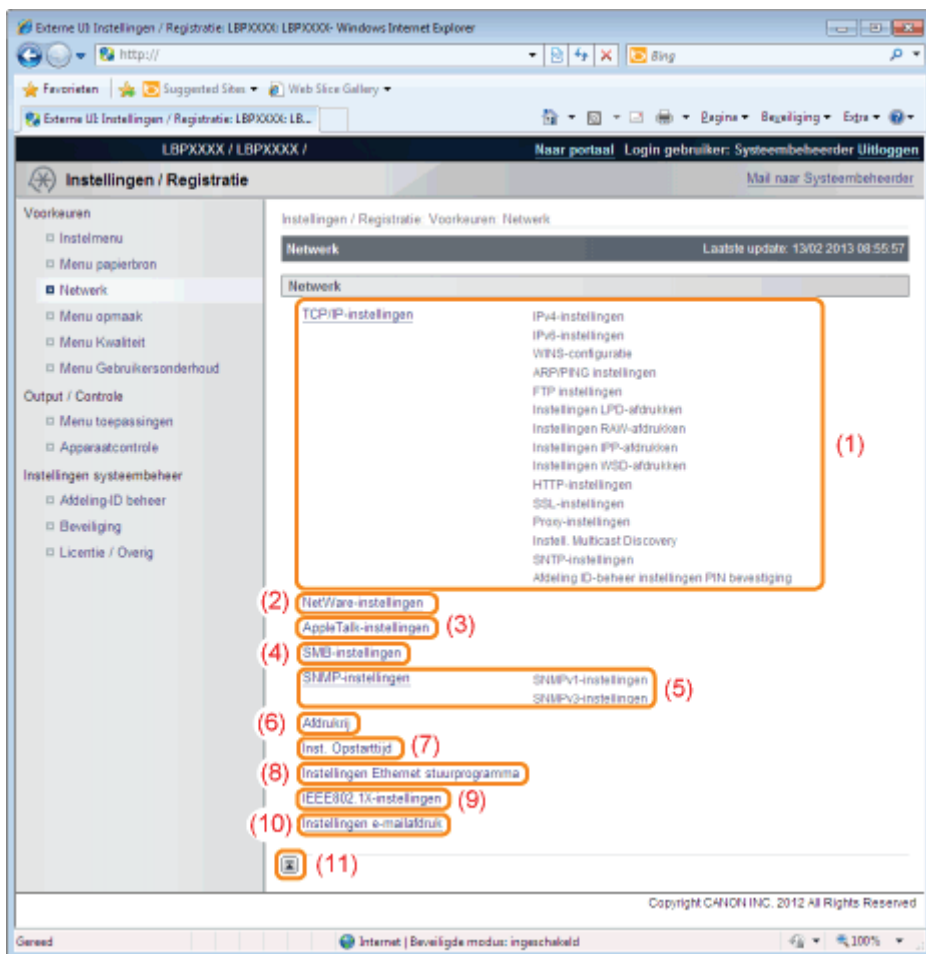 Externe UI: Instellingen / Registratie: LBPXXXX: LBPXXXX- Windows Internet Explorer
http://
Bing
Favorieten Suggested Sites Web Slice Gallery
Externe UI: Instellingen / Registratie: LBPXXXX: LB...
Pagina Beveiliging Extra
LBPXXXX / LBPXXXX /
Naar portaal Login gebruiker: Systeembeheerder Uitloggen
Instellingen / Registratie
Mail naar Systeembeheerder
Voorkeuren
Instelmenu
Menu papierbron
Netwerk
Menu opmaak
Menu Kwaliteit
Menu Gebruikersonderhoud
Output / Controle
Menu toepassingen
Apparaatcontrole
Instellingen systeembeheer
Afdeling-ID beheer
Beveiliging
Licentie / Overig
Instellingen / Registratie: Voorkeuren: Netwerk
Netwerk
Laatste update: 13/02 2013 08:55:57
Netwerk
TCP/IP-instellingen
IPv4-instellingen
IPv6-instellingen
WINS-configuratie
ARP/PING instellingen
FTP instellingen
Instellingen LPD-afdrukken
Instellingen RAW-afdrukken
Instellingen IPP-afdrukken
Instellingen WSD-afdrukken
HTTP-instellingen
SSL-instellingen
Proxy-instellingen
Instell. Multicast Discovery
SNTP-instellingen
Afdeling ID-beheer instellingen PIN bevestiging
(1)
(2) NetWare-instellingen
AppleTalk-instellingen (3)
(4) SMB-instellingen
SNMP-instellingen
SNMPv1-instellingen
SNMPv3-instellingen
(5)
(6) Afdrukrij
Inst. Opstarttijd (7)
(8) Instellingen Ethernet stuurprogramma
IEEE802.1X-instellingen (9)
(10) Instellingen e-mailafdruk
(11)
Copyright CANON INC. 2012 All Rights Reserved
Gereed
Internet | Beveiligde modus: ingeschakeld
100%